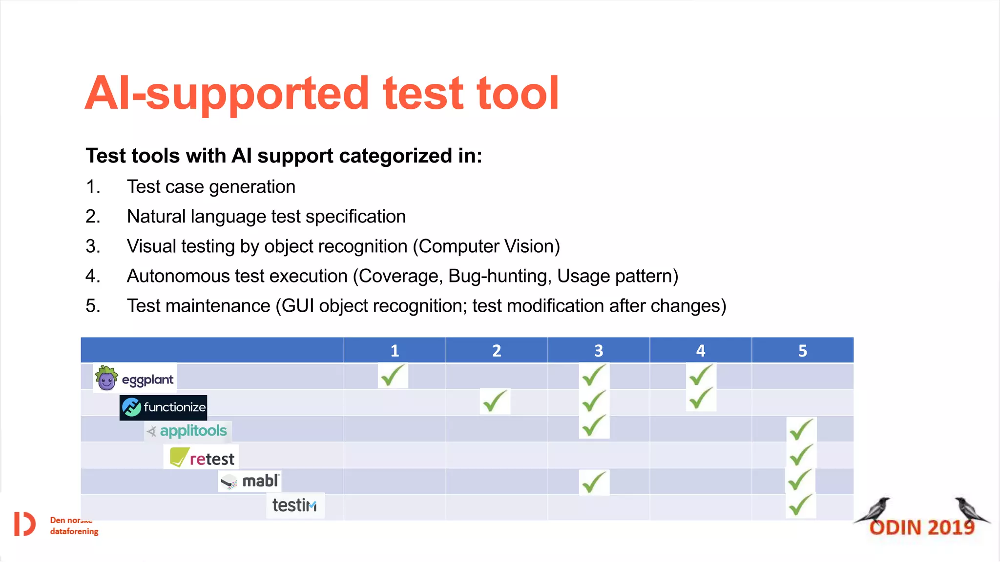 AI-supported test tool
Test tools with AI support categorized in:
1. Test case generation
2. Natural language test specification
3. Visual testing by object recognition (Computer Vision)
4. Autonomous test execution (Coverage, Bug-hunting, Usage pattern)
5. Test maintenance (GUI object recognition; test modification after changes)
1 2 3 4 5
eggplant
functionize
applitools
retest
mabl
testim
Den norske
dataforening
ODIN 2019